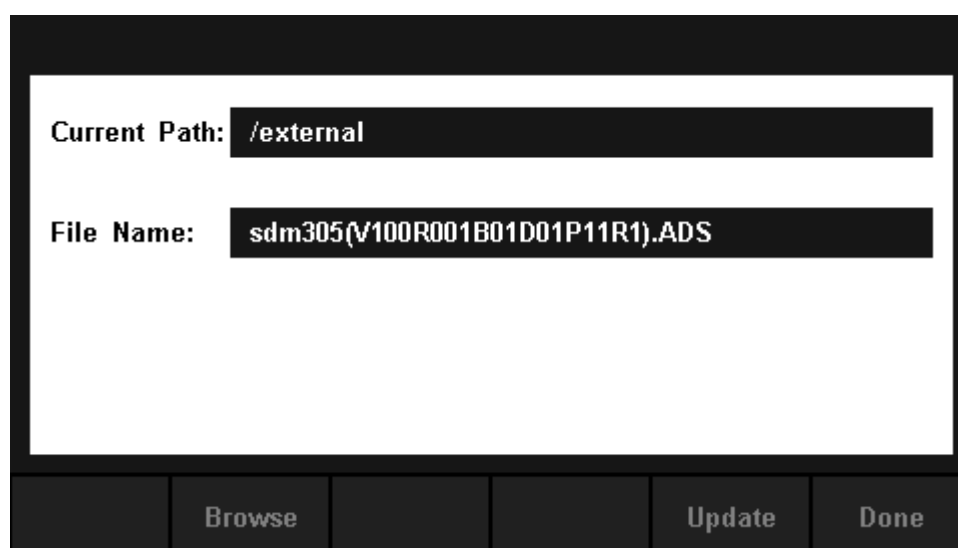 Current Path: /external
File Name: sdm305(V100R001B01D01P11R1).ADS
Browse Update Done